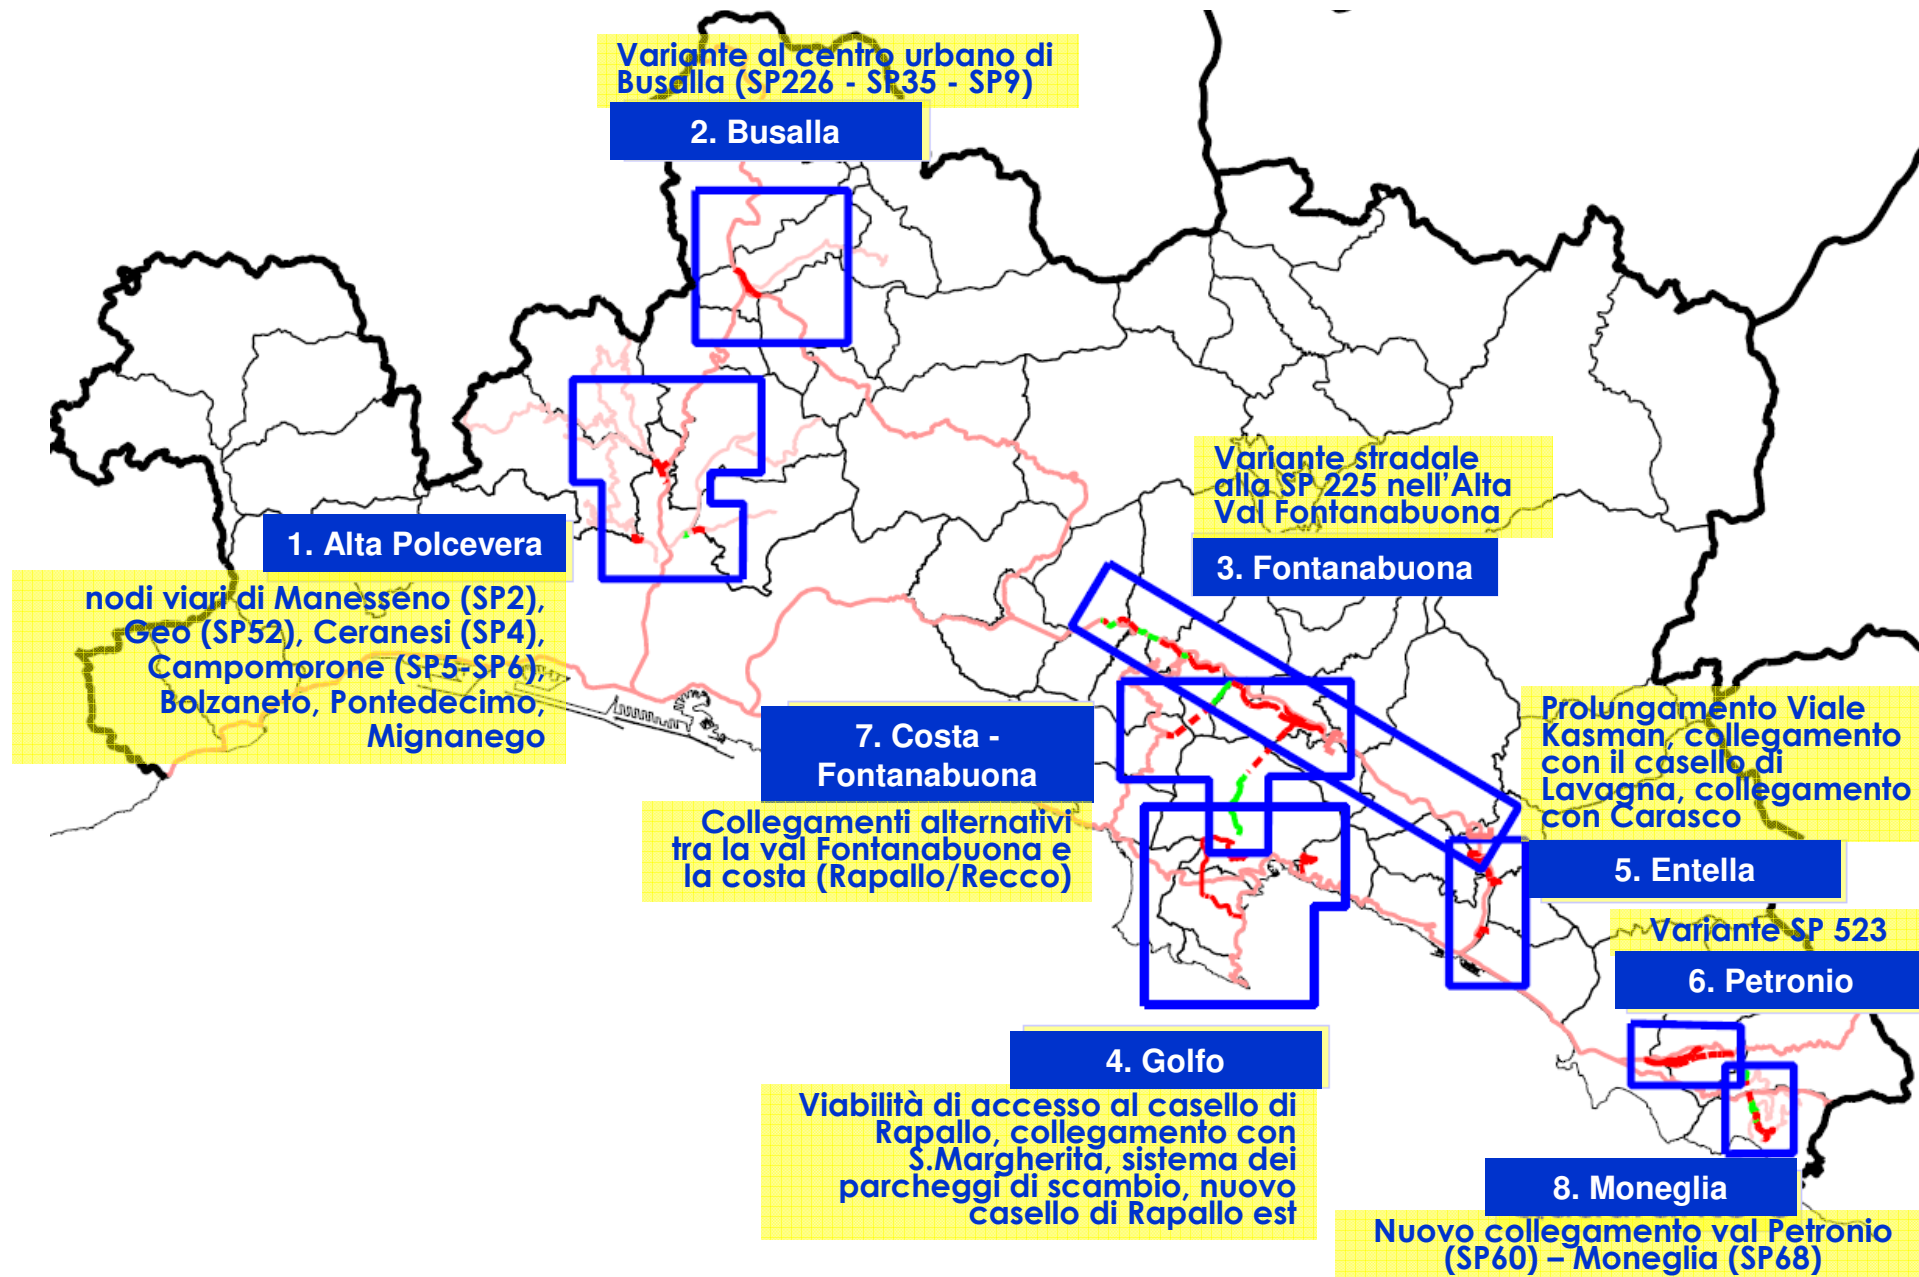 Variante al centro urbano di
Busalla (SP226 - SP35 - SP9)
2. Busalla
Variante stradale
alla SP 225 nell'Alta
Val Fontanabuona
3. Fontanabuona
1. Alta Polcevera
nodi viari di Manesseno (SP2),
Geo (SP52), Ceranesi (SP4),
Campomorone (SP5-SP6),
Bolzaneto, Pontedecimo,
Mignanego
7. Costa -
Fontanabuona
Collegamenti alternativi
tra la val Fontanabuona e
la costa (Rapallo/Recco)
Prolungamento Viale
Kasman, collegamento
con il casello di
Lavagna, collegamento
con Carasco
5. Entella
Variante SP 523
6. Petronio
4. Golfo
Viabilità di accesso al casello di
Rapallo, collegamento con
S.Margherita, sistema dei
parcheggi di scambio, nuovo
casello di Rapallo est
8. Moneglia
Nuovo collegamento val Petronio
(SP60) – Moneglia (SP68)